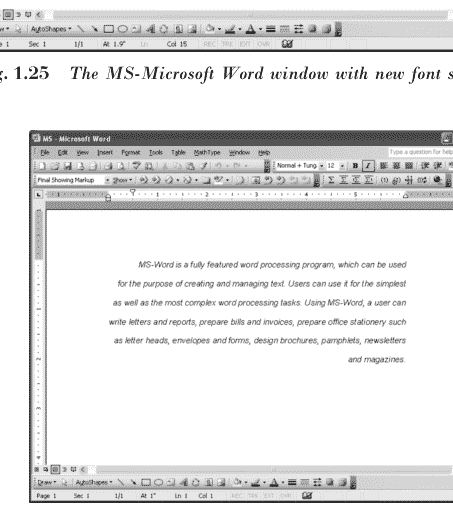 AutoShapes
e 1 Sec 1 1/1 At 1.9" Ln Col 15 REC TRK EXT OVR
g. 1.25 The MS-Microsoft Word window with new font s
MS - Microsoft Word
File Edit View Insert Format Tools Table MathType Window Help Type a question for help
Normal + Tung 12 B I
Final Showing Markup Show
MS-Word is a fully featured word processing program, which can be used
for the purpose of creating and managing text. Users can use it for the simplest
as well as the most complex word processing tasks. Using MS-Word, a user can
write letters and reports, prepare bills and invoices, prepare office stationery such
as letter heads, envelopes and forms, design brochures, pamphlets, newsletters
and magazines.
Draw AutoShapes
Page 1 Sec 1 1/1 At 1" Ln 1 Col 1 REC TRK EXT OVR